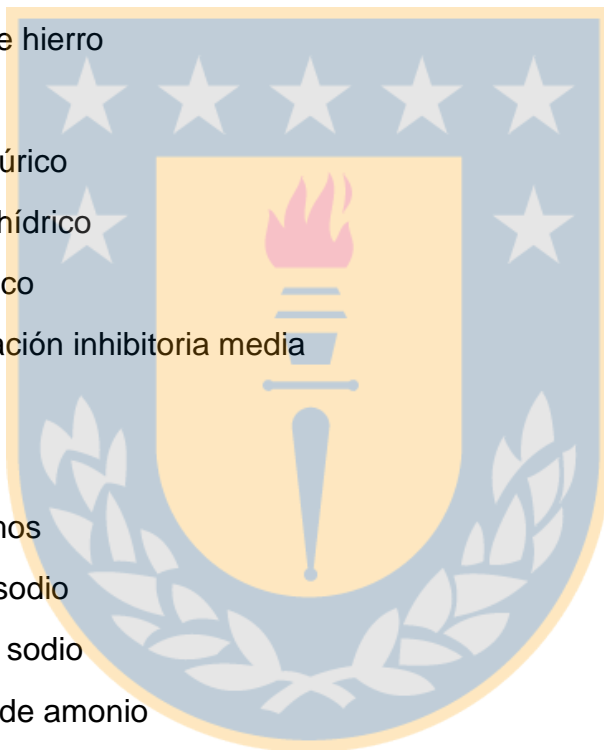 e hierro
úrico
hídrico
co
ación inhibitoria media
nos
sodio
sodio
de amonio